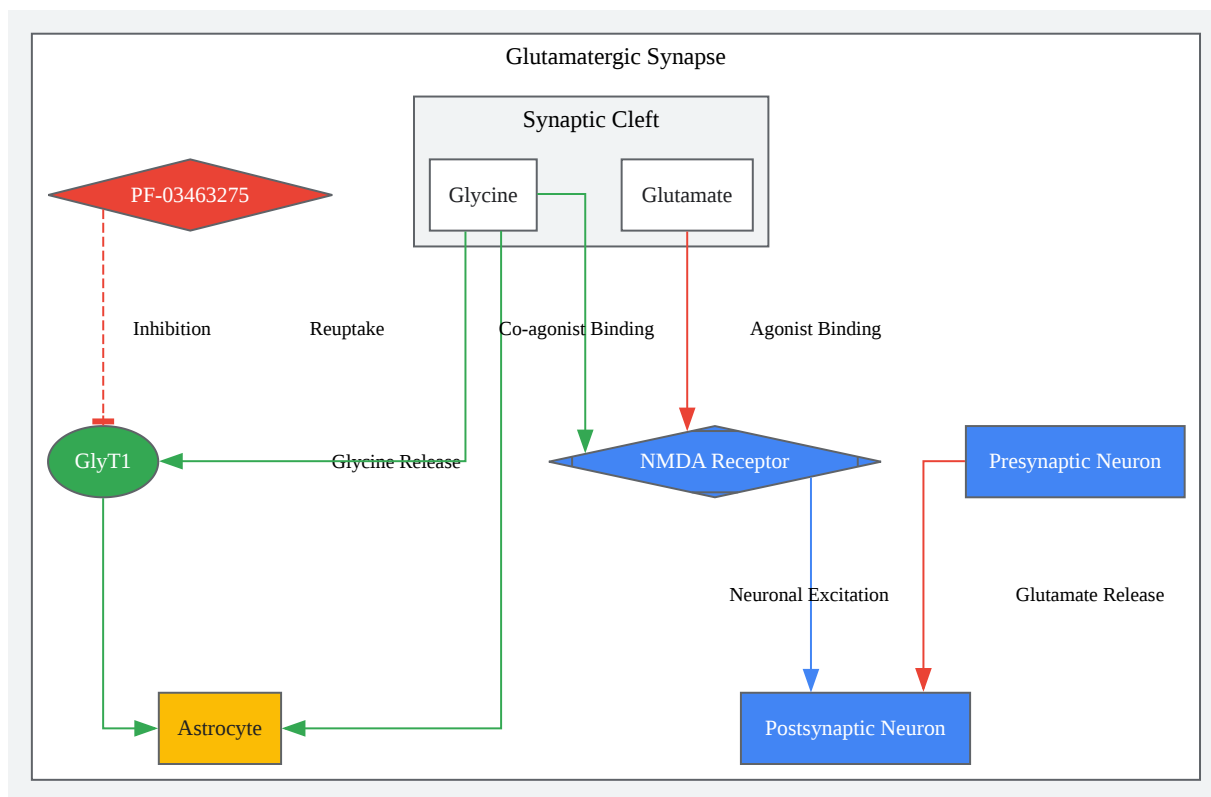 Glutamatergic Synapse
Synaptic Cleft
PF-03463275
Glycine
Glutamate
Inhibition
Reuptake
Co-agonist Binding
Agonist Binding
GlyT1
Glycine Release
NMDA Receptor
Presynaptic Neuron
Neuronal Excitation
Glutamate Release
Astrocyte
Postsynaptic Neuron